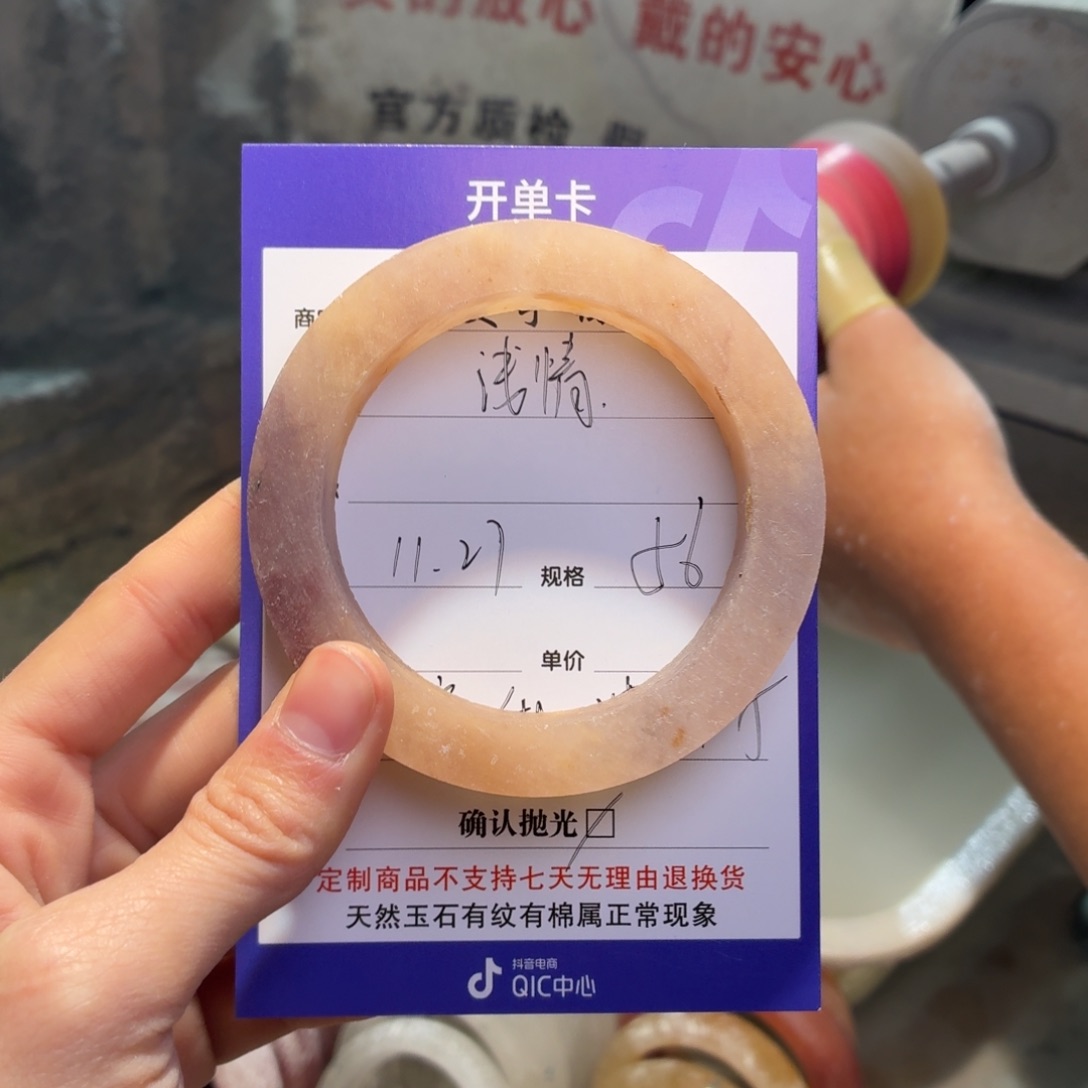 戴的安心
官方质检
开单卡
商
浅情.
11.27 规格 56
单价
确认抛光
定制商品不支持七天无理由退换货
天然玉石有纹有棉属正常现象
抖音电商
QIC中心